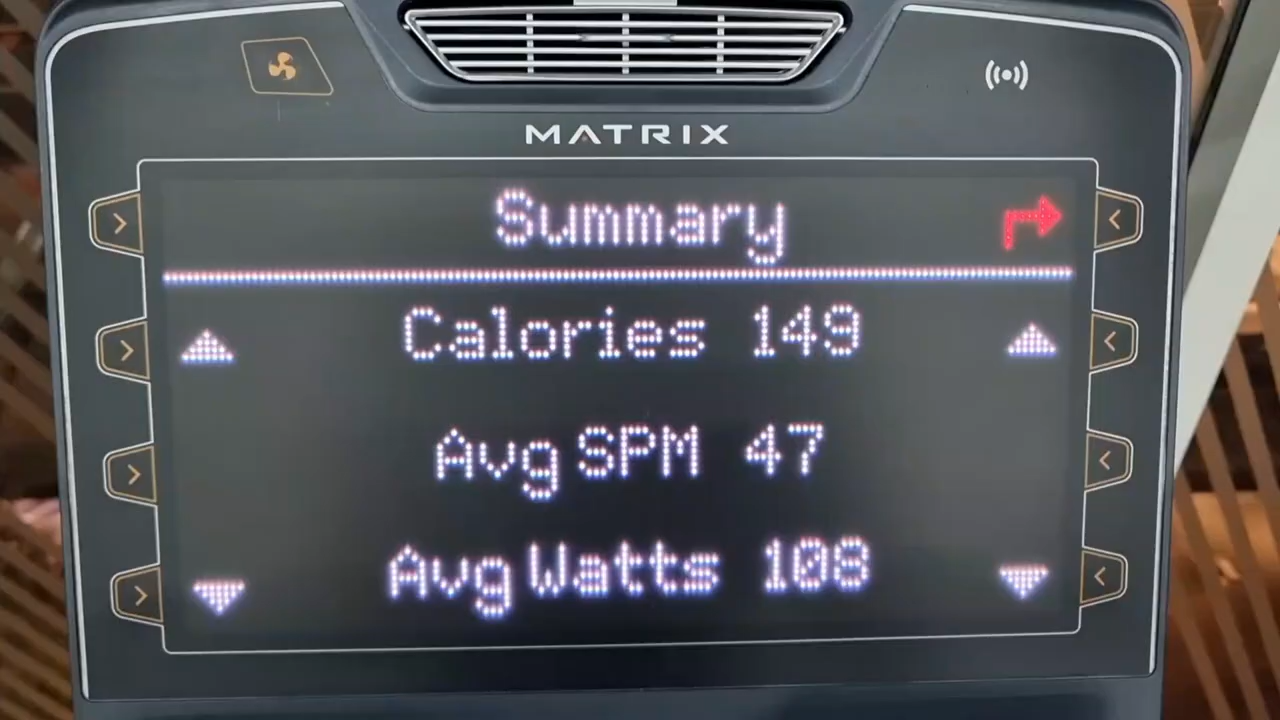 MATRIX
Summary
Calories 149
Avg SPM 47
Avg Watts 108